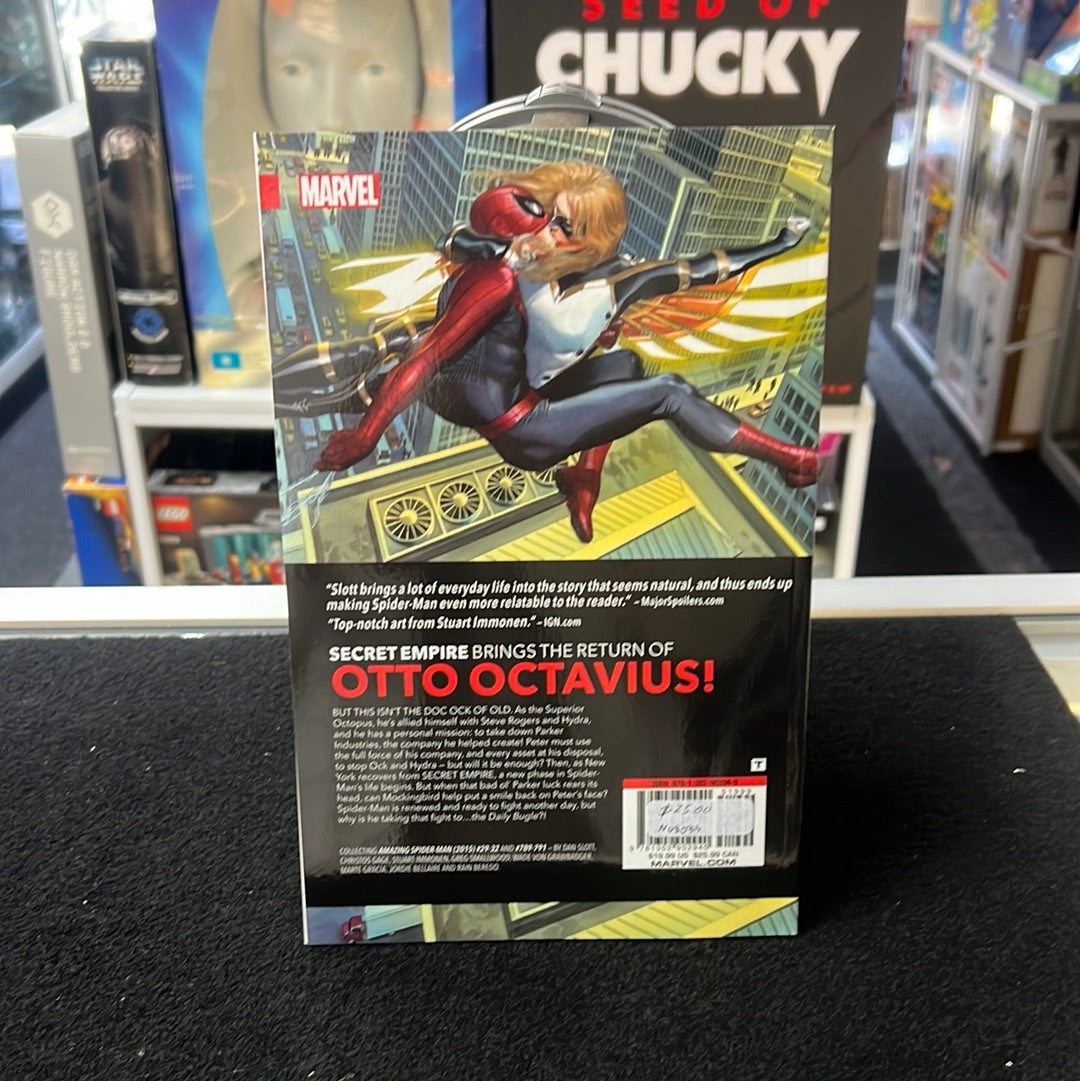 SEED OF
CHUCKY
STAR
WARS
MARVEL
LEGO
"Slott brings a lot of everyday life into the story that seems natural, and thus ends up
making Spider-Man even more relatable to the reader." – MajorSpoilers.com
"Top-notch art from Stuart Immonen." – IGN.com
SECRET EMPIRE BRINGS THE RETURN OF
OTTO OCTAVIUS!
BUT THIS ISN'T THE DOC OCK OF OLD. As the Superior
Octopus, he's allied himself with Steve Rogers and Hydra,
and he has a personal mission: to take down Parker
Industries, the company he helped create! Peter must use
the full force of his company, and every asset at his disposal,
to stop Ock and Hydra – but will it be enough? Then, as New
York recovers from SECRET EMPIRE, a new phase in Spider-
Man's life begins. But when that bad ol' Parker luck rears its
head, can Mockingbird help put a smile back on Peter's face?
Spider-Man is renewed and ready to fight another day, but
why is he taking that fight to...the Daily Bugle?!
COLLECTING AMAZING SPIDER-MAN (2015) #29-32 AND #789-791 – BY DAN SLOTT,
CHRISTOS GAGE, STUART IMMONEN, GREG SMALLWOOD, WADE VON GRAWBADGER,
MARTE GRACIA, JORDIE BELLAIRE AND RAIN BEREDO.
T
51999
$25.00
$19.99 US $25.99 CAN
MARVEL.COM